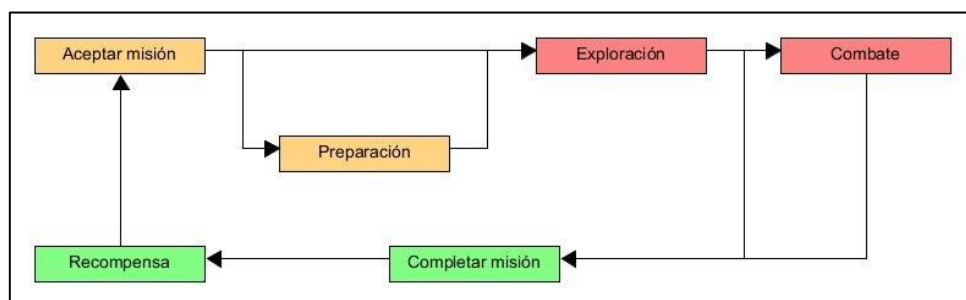 Aceptar misión
Exploración
Combate
Preparación
Recompensa
Completar misión